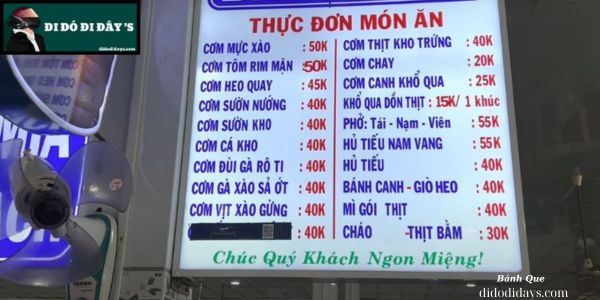 DI DÓ DI DÂY'S
didodidays.com
THỰC ĐƠN MÓN ĂN
CƠM MỰC XÀO : 50K
CƠM TÔM RIM MẶN : 50K
CƠM HEO QUAY : 45K
CƠM SƯỜN NƯỚNG : 40K
CƠM SƯỜN KHO : 40K
CƠM CÁ KHO : 40K
CƠM ĐÙI GÀ RÔ TI : 40K
CƠM GÀ XÀO SẢ ỚT : 40K
CƠM VỊT XÀO GỪNG : 40K
: 40K
CƠM THỊT KHO TRỨNG : 40K
CƠM CHAY : 20K
CƠM CANH KHỔ QUA : 25K
KHỔ QUA DỒN THỊT : 15K/ 1 khúc
PHỞ: Tái - Nạm - Viên : 55K
HỦ TIẾU NAM VANG : 55K
HỦ TIẾU : 40K
BÁNH CANH - GIÒ HEO : 40K
MÌ GÓI THỊT : 40K
CHÁO - THỊT BẰM : 30K
Chúc Quý Khách Ngon Miệng!
Bánh Que
didodidays.com